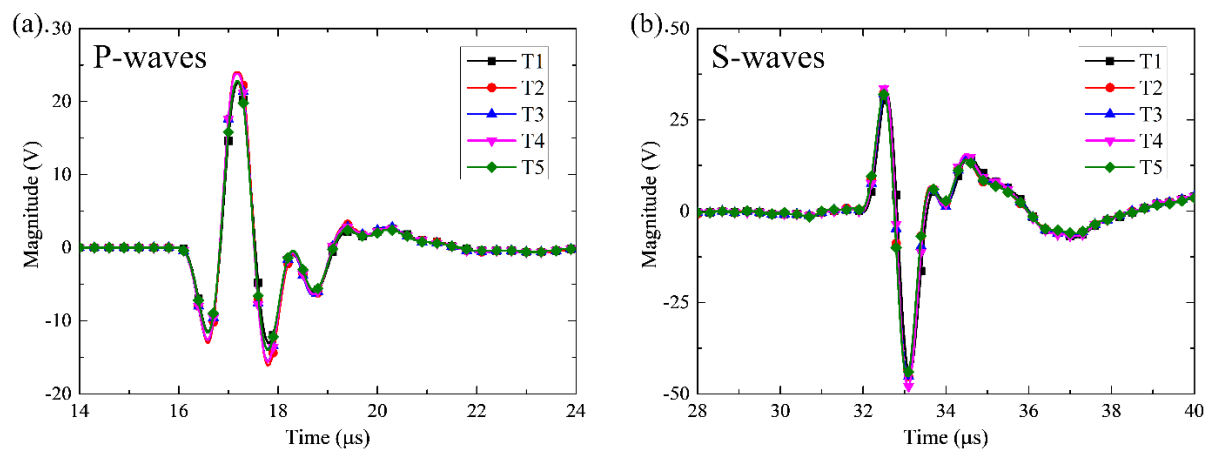 (a).
P-waves
T1
T2
T3
T4
T5
30
20
10
0
-10
-20
14 16 18 20 22 24
Magnitude (V)
Time (μs)
(b).
S-waves
T1
T2
T3
T4
T5
50
25
0
-25
-50
28 30 32 34 36 38 40
Magnitude (V)
Time (μs)